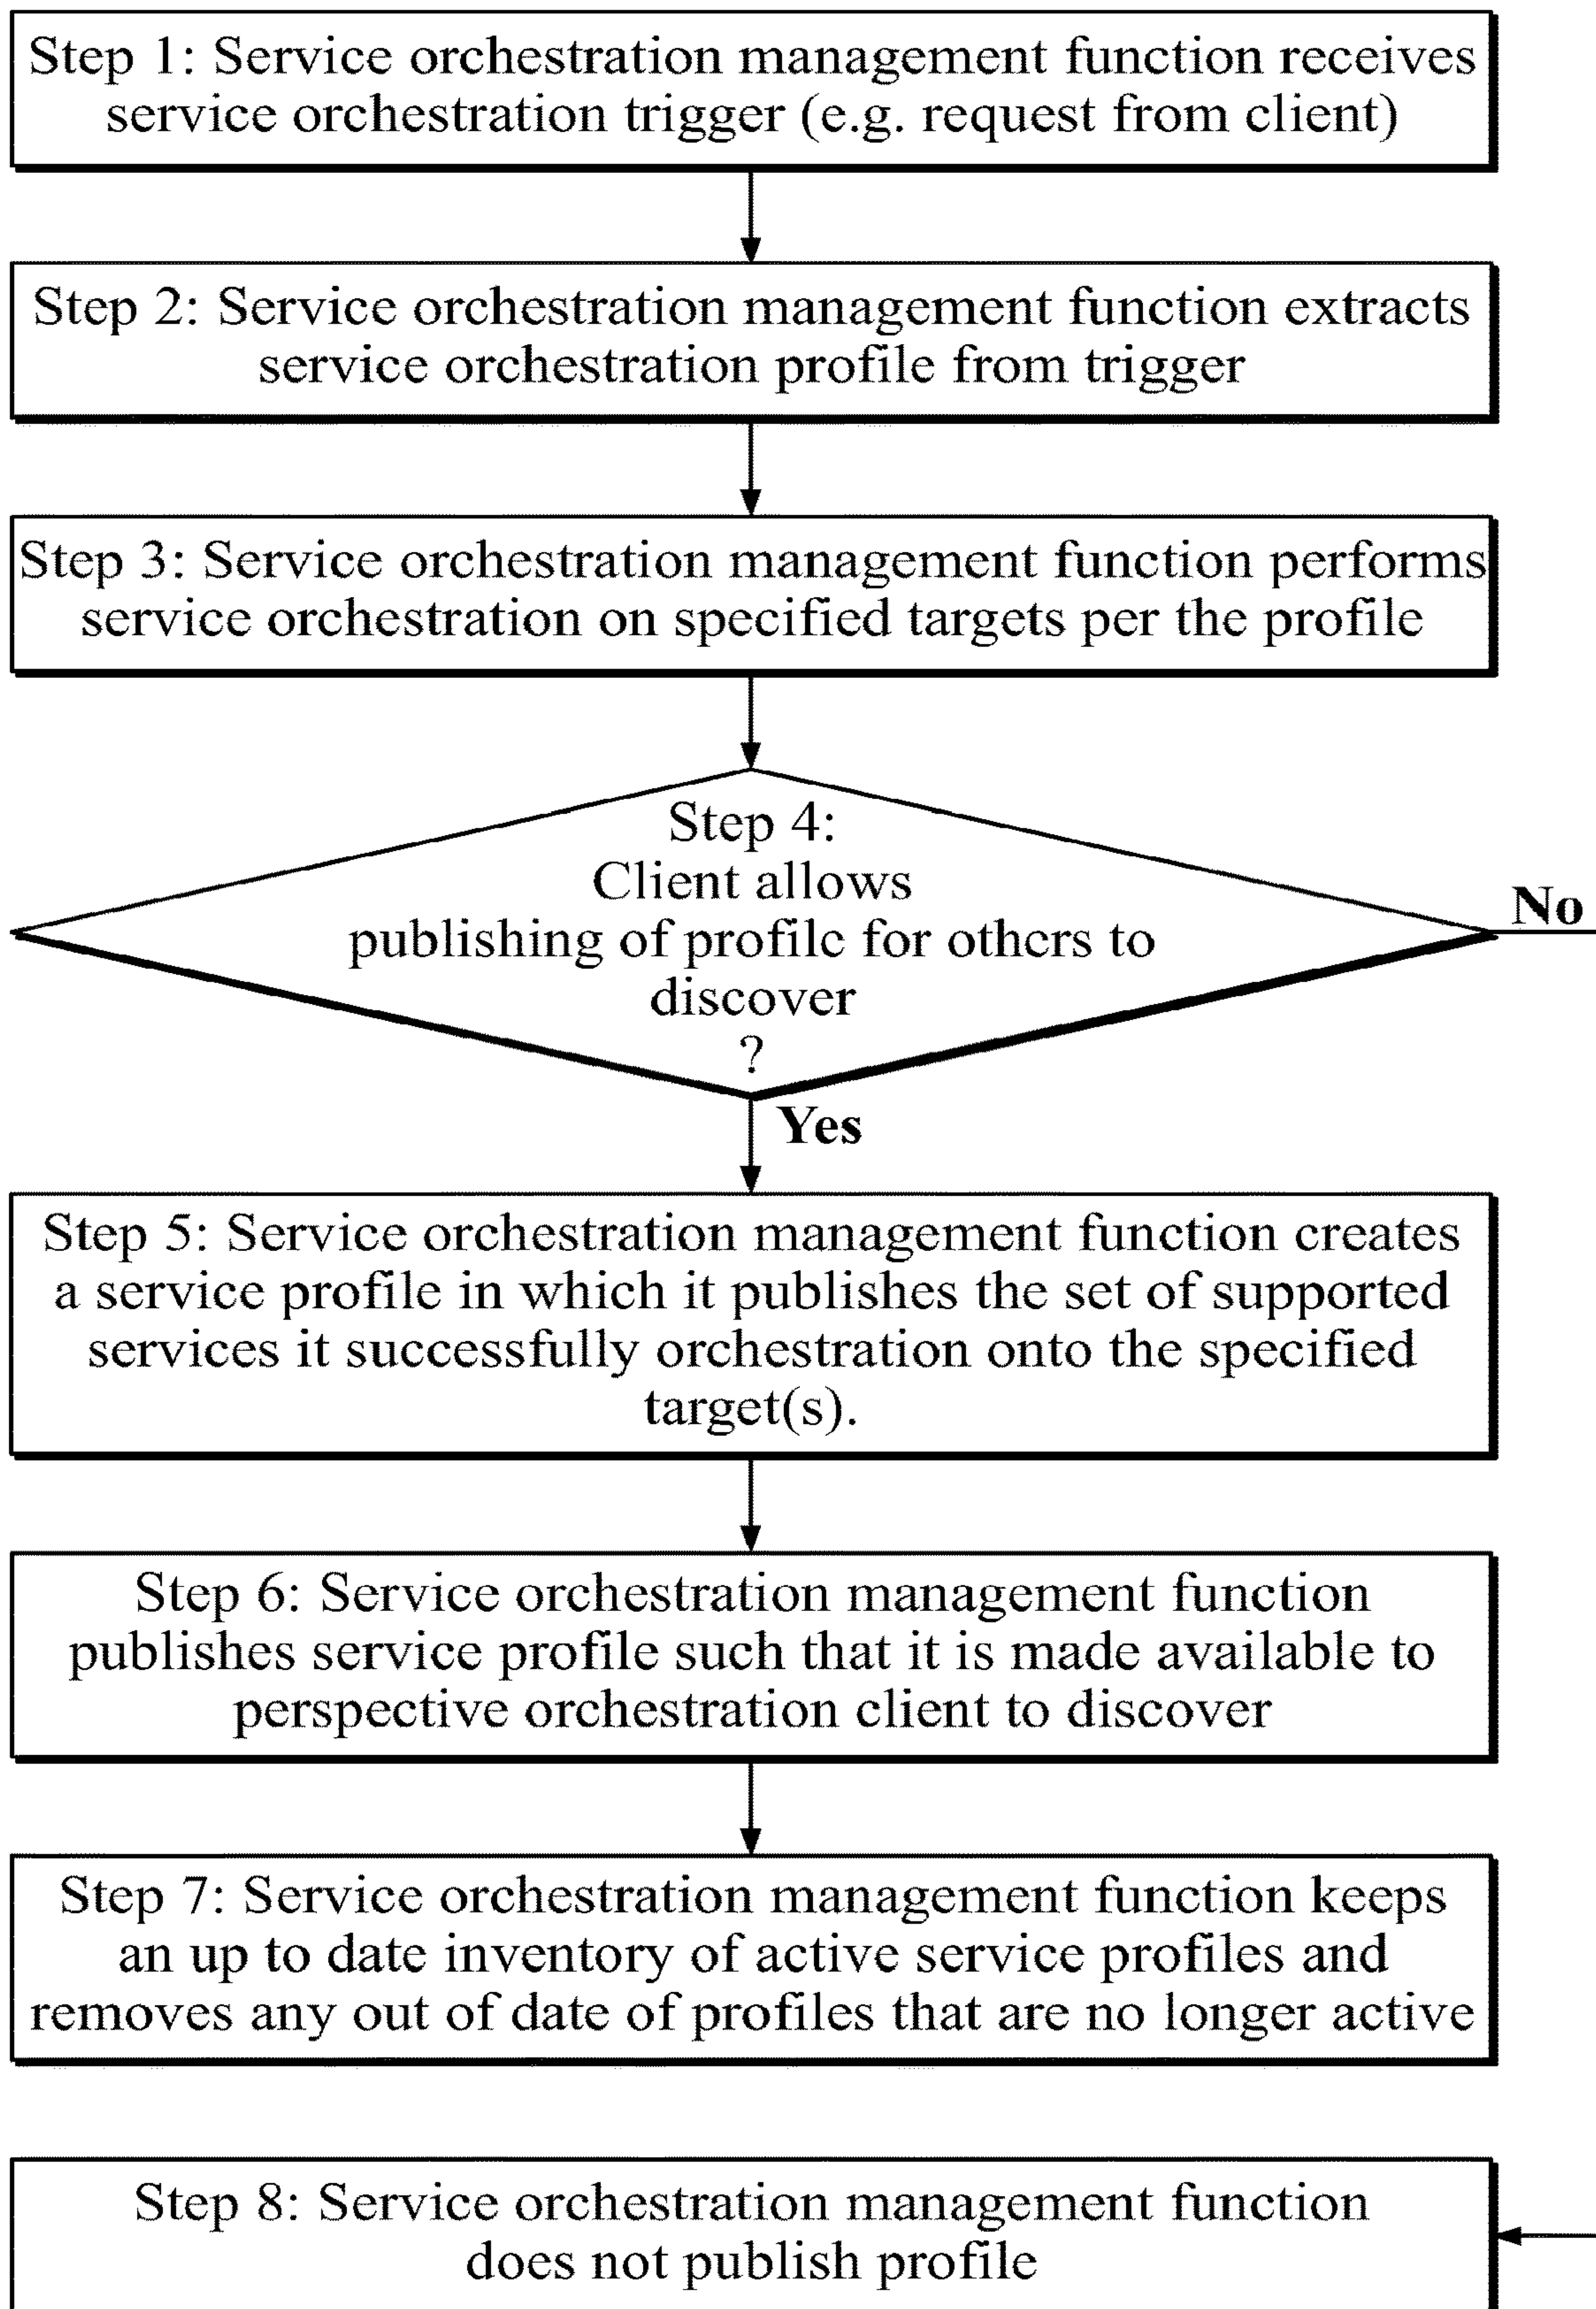 Step 1: Service orchestration management function receives
service orchestration trigger (e.g. request from client)
Step 2: Service orchestration management function extracts
service orchestration profile from trigger
Step 3: Service orchestration management function performs
service orchestration on specified targets per the profile
Step 4:
Client allows
publishing of profile for others to
discover
?
No
Yes
Step 5: Service orchestration management function creates
a service profile in which it publishes the set of supported
services it successfully orchestration onto the specified
target(s).
Step 6: Service orchestration management function
publishes service profile such that it is made available to
perspective orchestration client to discover
Step 7: Service orchestration management function keeps
an up to date inventory of active service profiles and
removes any out of date of profiles that are no longer active
Step 8: Service orchestration management function
does not publish profile